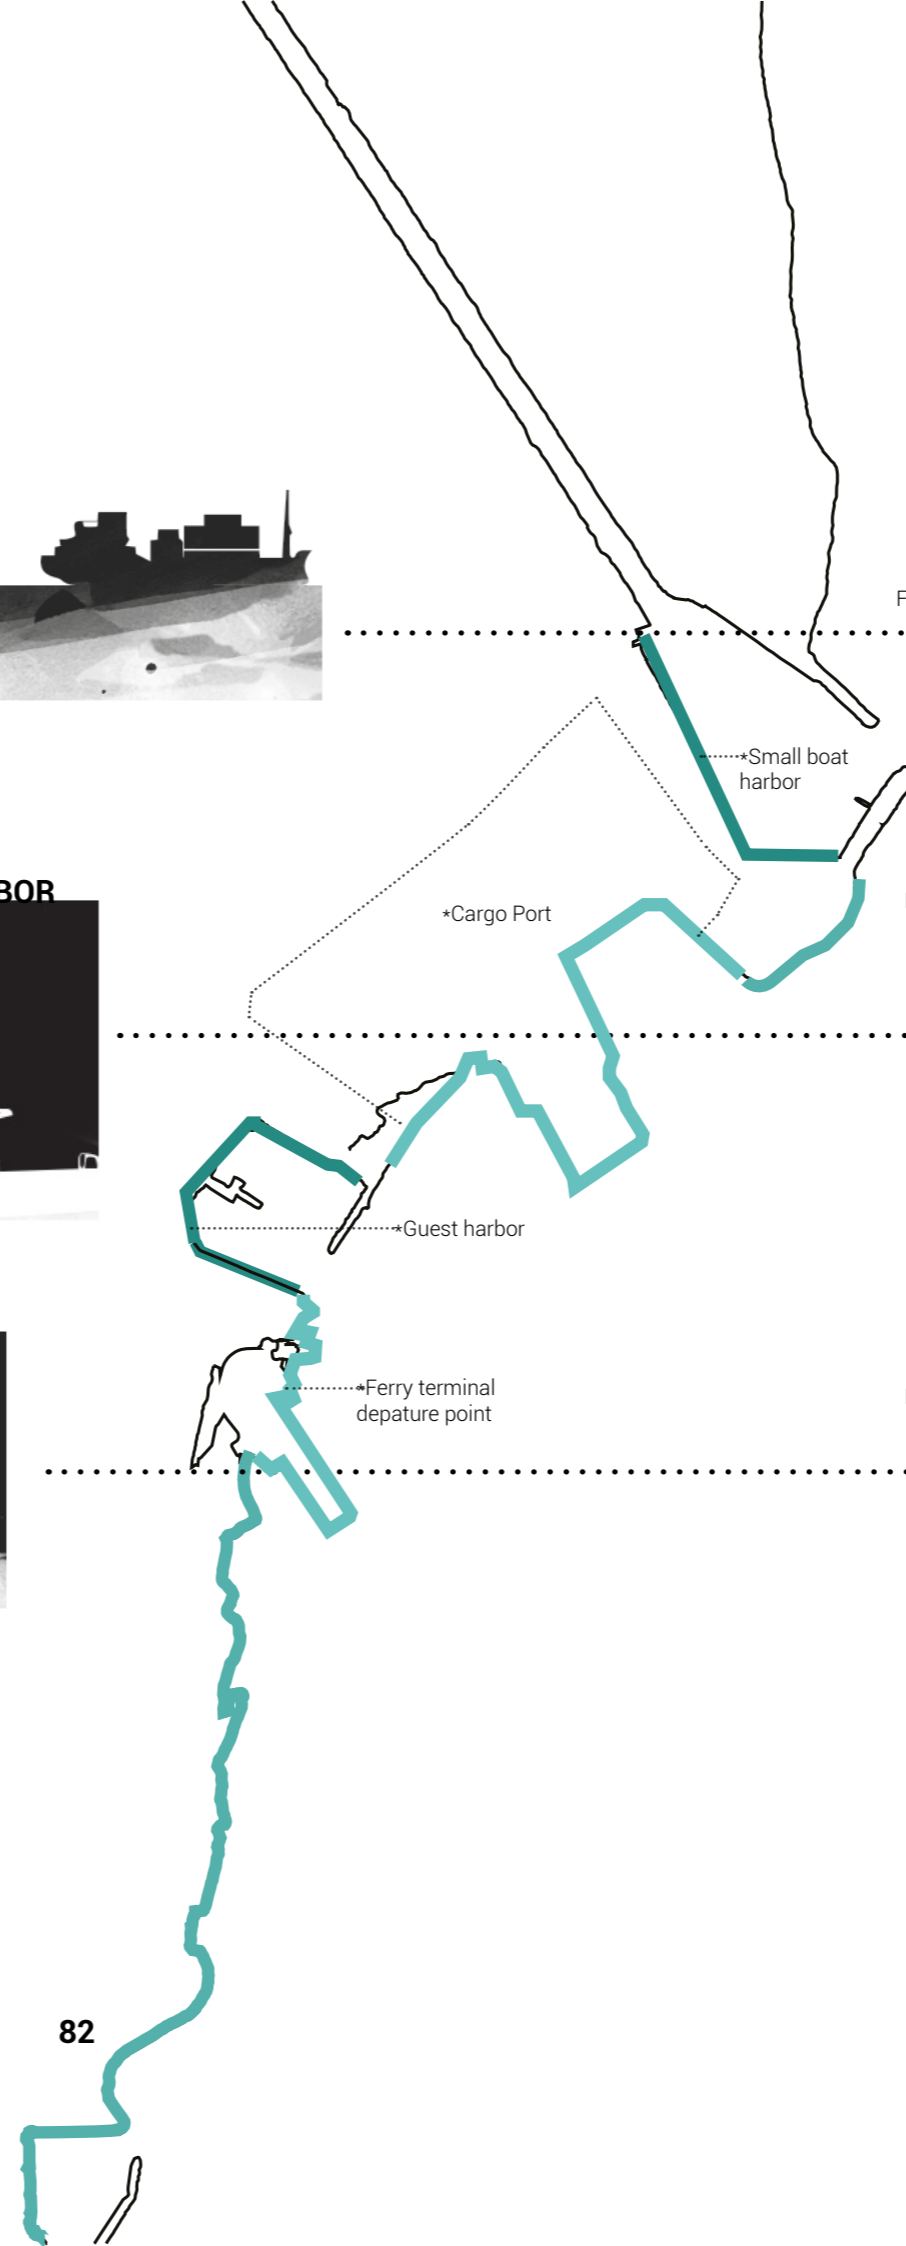 F
*Small boat
harbor
BOR
*Cargo Port
*Guest harbor
*Ferry terminal
depature point
82